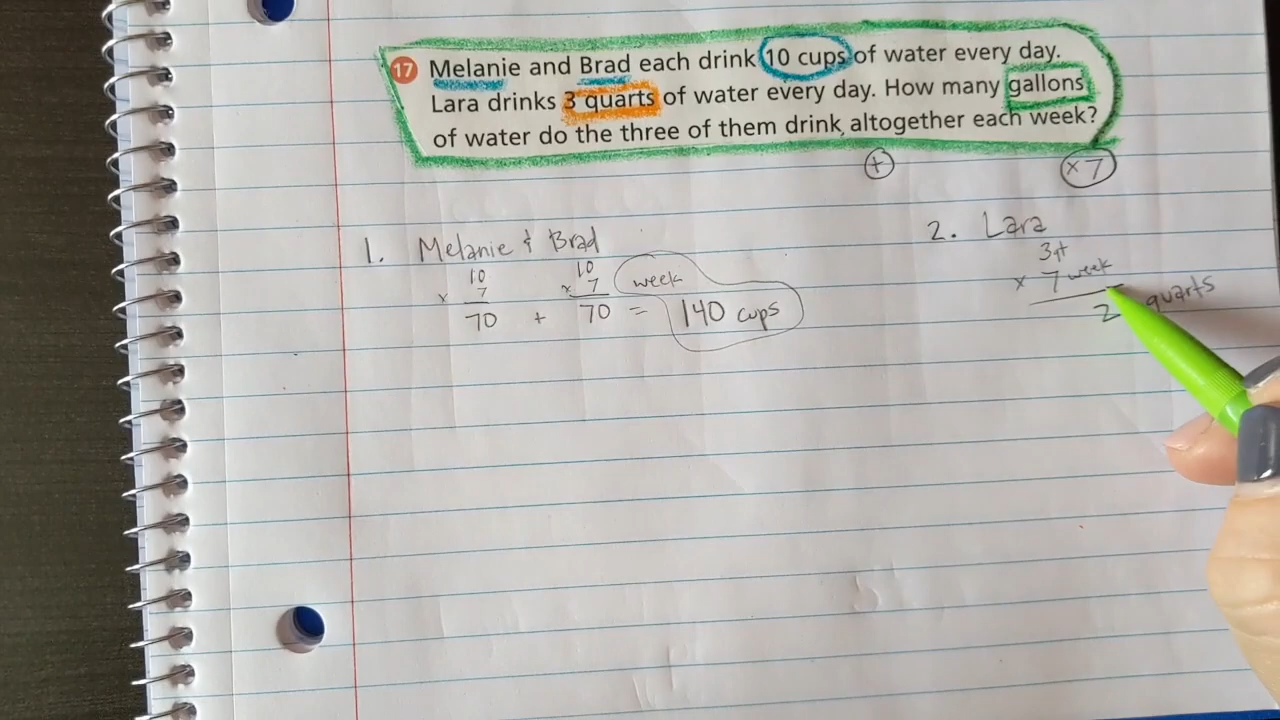 17 Melanie and Brad each drink 10 cups of water every day.
Lara drinks 3 quarts of water every day. How many gallons
of water do the three of them drink altogether each week?
+ × 7
1. Melanie & Brad
10 10
× 7 × 7 week
70 + 70 = 140 cups
2. Lara
3 qt
× 7 week
2 quarts